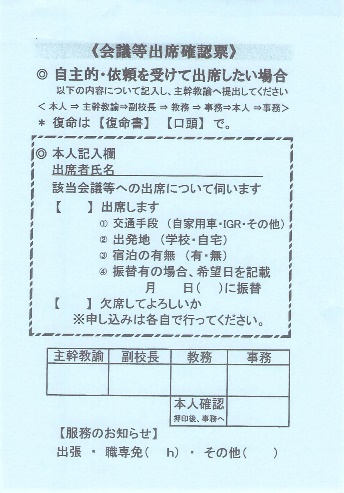 《会議等出席確認票》
◎ 自主的・依頼を受けて出席したい場合
以下の内容について記入し、主幹教諭へ提出してください
< 本人 ⇒ 主幹教諭⇒副校長 ⇒ 教務 ⇒ 事務⇒本人 ⇒事務>
* 復命は 【復命書】 【口頭】 で。
◎ 本人記入欄
出席者氏名
該当会議等への出席について伺います
【 】 出席します
① 交通手段 (自家用車・IGR・その他)
② 出発地 (学校・自宅)
③ 宿泊の有無 (有・無)
④ 振替有の場合、希望日を記載
月 日( )に振替
【 】 欠席してよろしいか
※申し込みは各自で行ってください。
主幹教諭 副校長 教務 事務
本人確認
押印後、事務へ
【服務のお知らせ】
出張 ・ 職専免( h) ・ その他( )